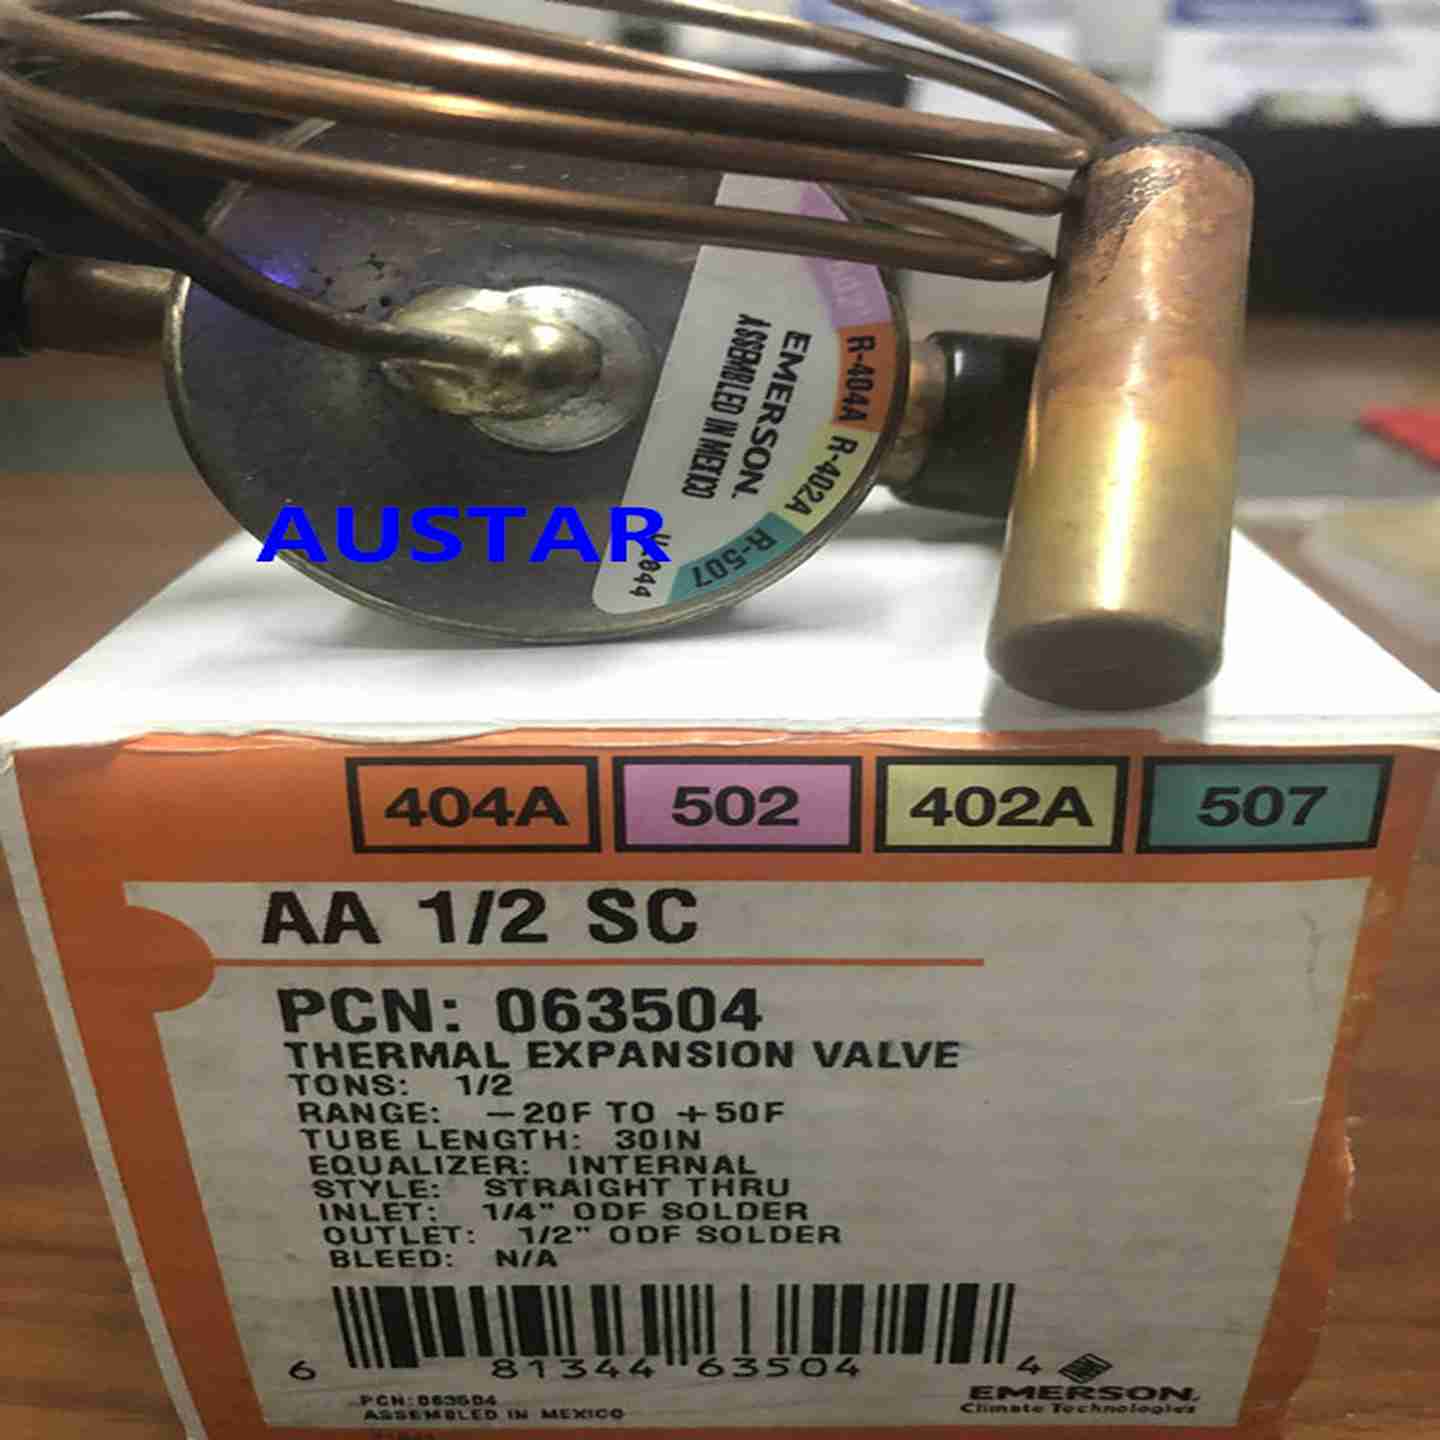 R-404A
R-402A
R-507
EMERSON.
ASSEMBLED IN MEXICO
AUSTAR
404A 502 402A 507
AA 1/2 SC
PCN: 063504
THERMAL EXPANSION VALVE
TONS: 1/2
RANGE: -20F TO +50F
TUBE LENGTH: 30IN
EQUALIZER: INTERNAL
STYLE: STRAIGHT THRU
INLET: 1/4" ODF SOLDER
OUTLET: 1/2" ODF SOLDER
BLEED: N/A
6 81344 63504 4
EMERSON.
Climate Technologies
PCN:063504
ASSEMBLED IN MEXICO